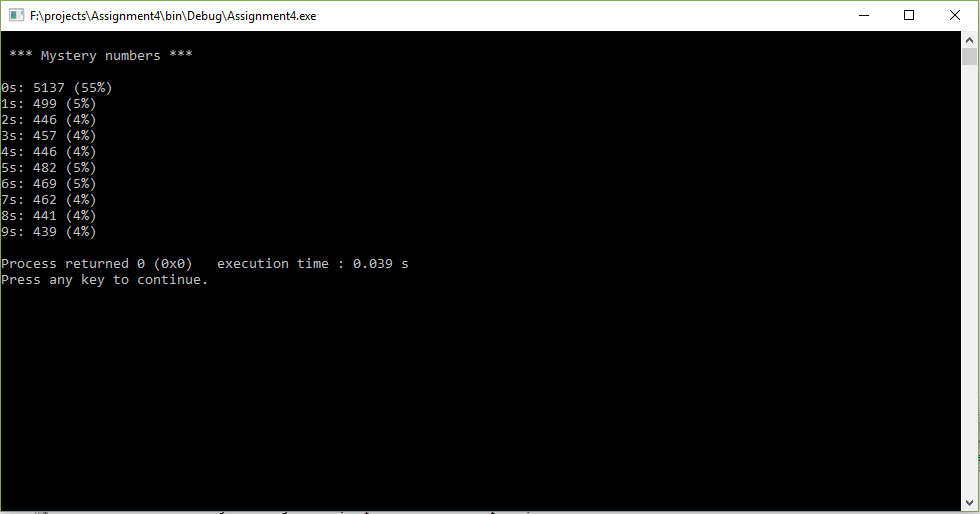 F:\projects\Assignment4\bin\Debug\Assignment4.exe
*** Mystery numbers ***
0s: 5137 (55%)
1s: 499 (5%)
2s: 446 (4%)
3s: 457 (4%)
4s: 446 (4%)
5s: 482 (5%)
6s: 469 (5%)
7s: 462 (4%)
8s: 441 (4%)
9s: 439 (4%)
Process returned 0 (0x0)   execution time : 0.039 s
Press any key to continue.